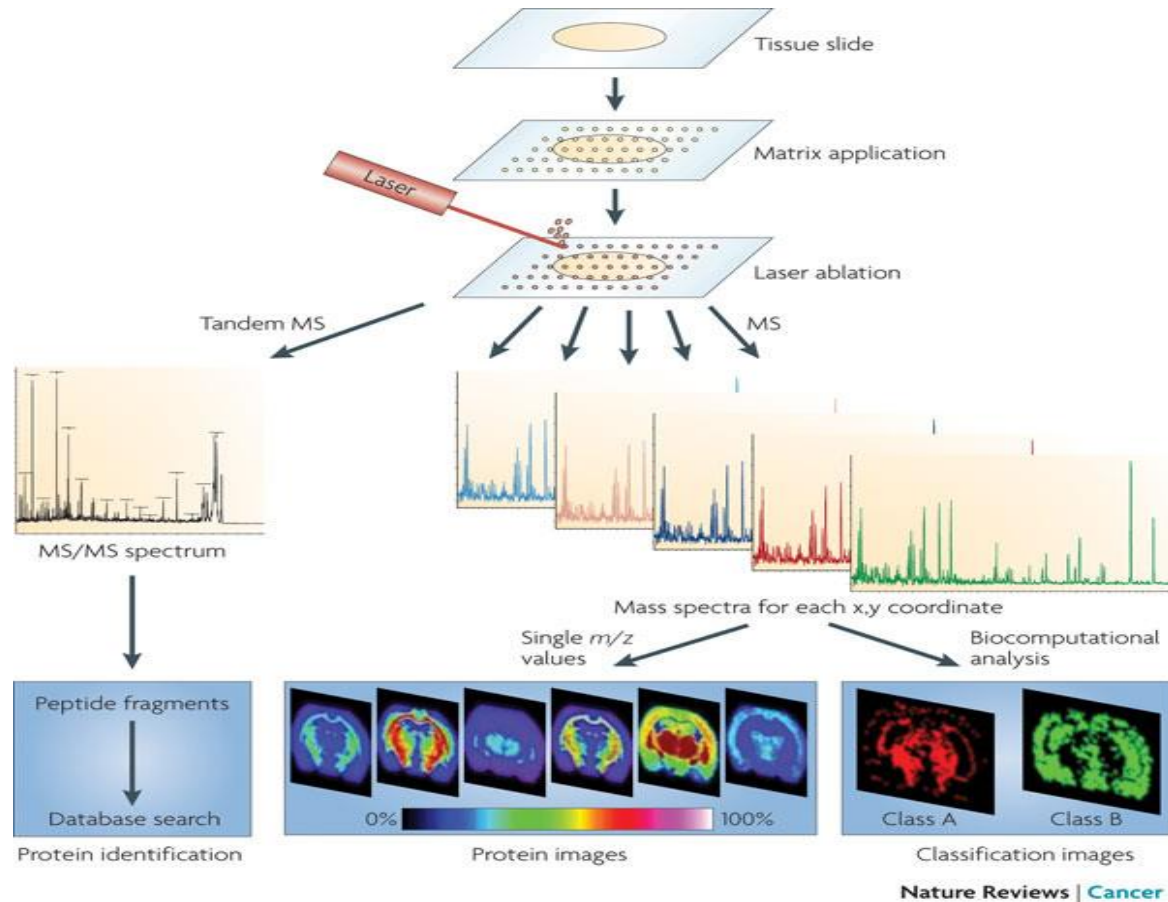 Tissue slide
Matrix application
Laser
Laser ablation
Tandem MS
MS
MS/MS spectrum
Mass spectra for each x,y coordinate
Single m/z
values
Biocomputational
analysis
Peptide fragments
Database search
Protein identification
0%
100%
Protein images
Class A
Class B
Classification images
Nature Reviews | Cancer